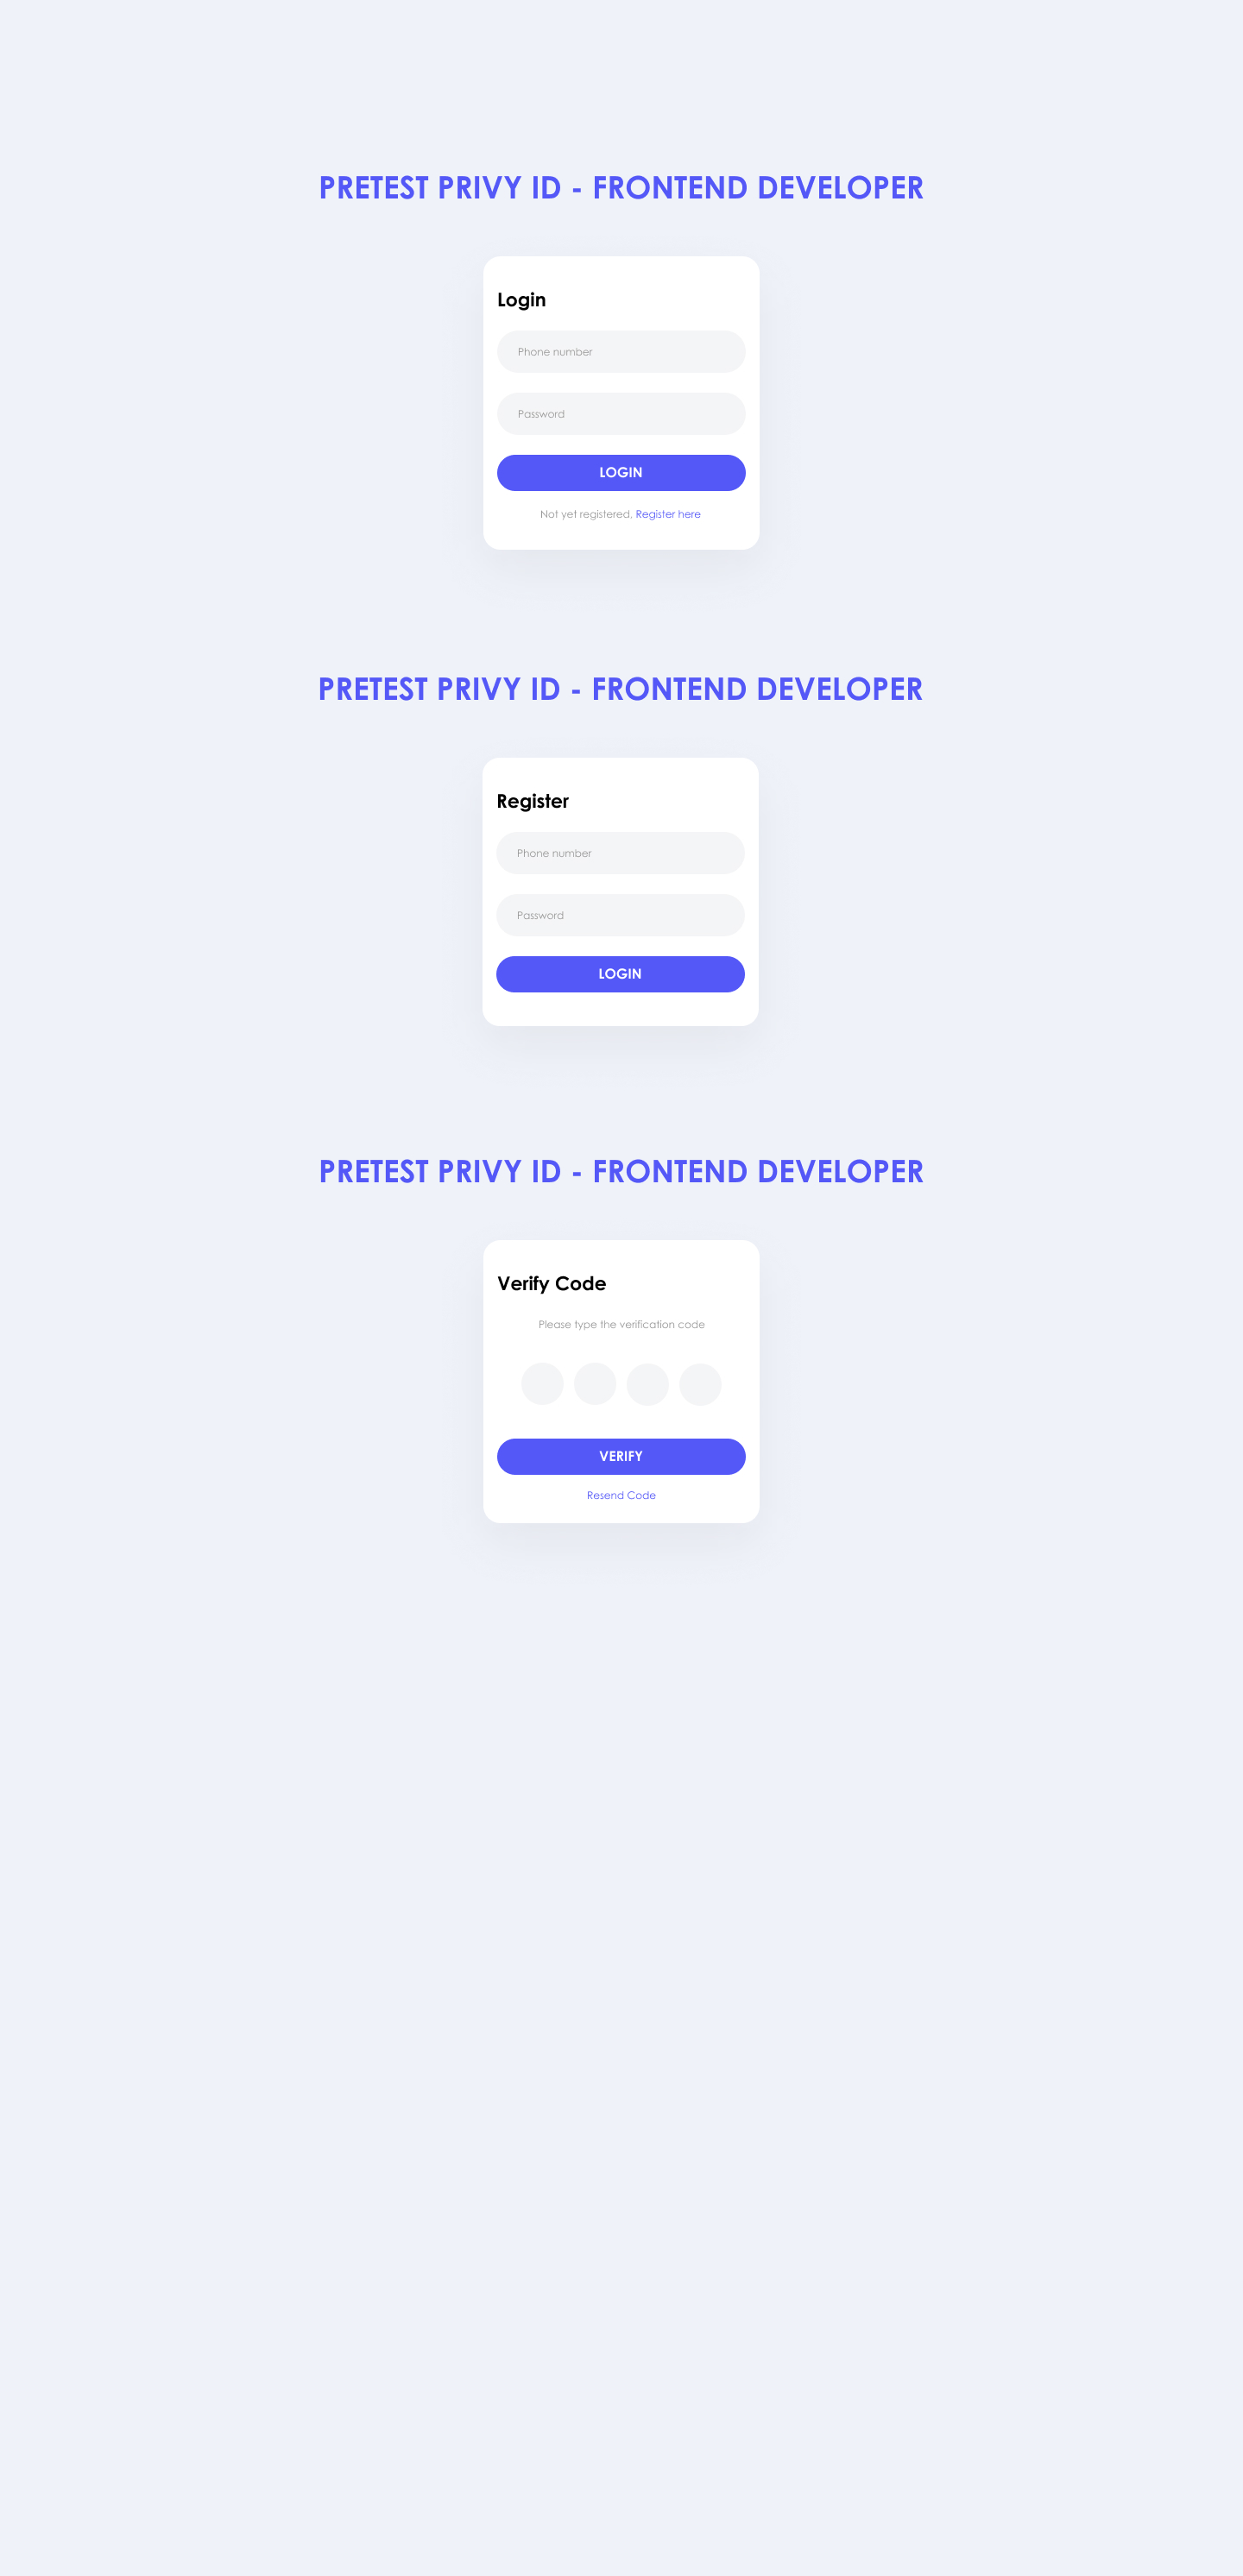 PRETEST PRIVY ID - FRONTEND DEVELOPER
Login
Phone number
Password
LOGIN
Not yet registered. Register here
PRETEST PRIVY ID - FRONTEND DEVELOPER
Register
Phone number
Password
LOGIN
PRETEST PRIVY ID - FRONTEND DEVELOPER
Verify Code
Please type the verification code
VERIFY
Resend Code